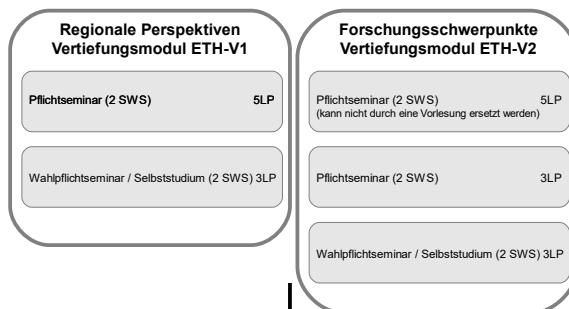 Regionale Perspektiven
Vertiefungsmodul ETH-V1
Pflichtseminar (2 SWS) 5LP
Wahlpflichtseminar / Selbststudium (2 SWS) 3LP
Forschungsschwerpunkte
Vertiefungsmodul ETH-V2
Pflichtseminar (2 SWS) 5LP
(kann nicht durch eine Vorlesung ersetzt werden)
Pflichtseminar (2 SWS) 3LP
Wahlpflichtseminar / Selbststudium (2 SWS) 3LP